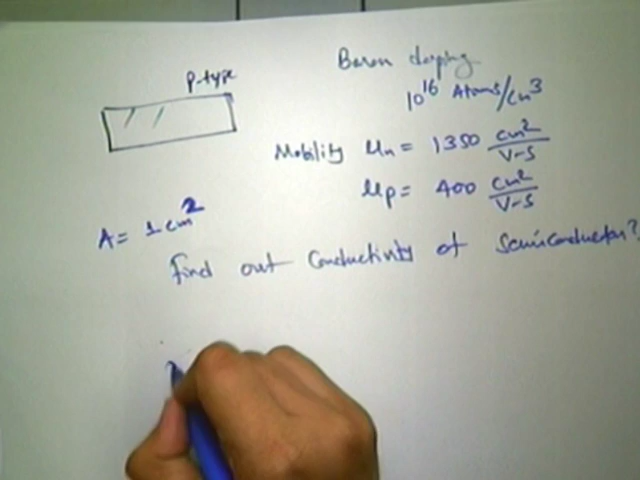 P-type
Boron doping
10^16 Atoms/cm^3
Mobility μn = 1350 cm^2/V-S
μp = 400 cm^2/V-S
A = 1 cm^2
find out Conductivity of Semiconductor?